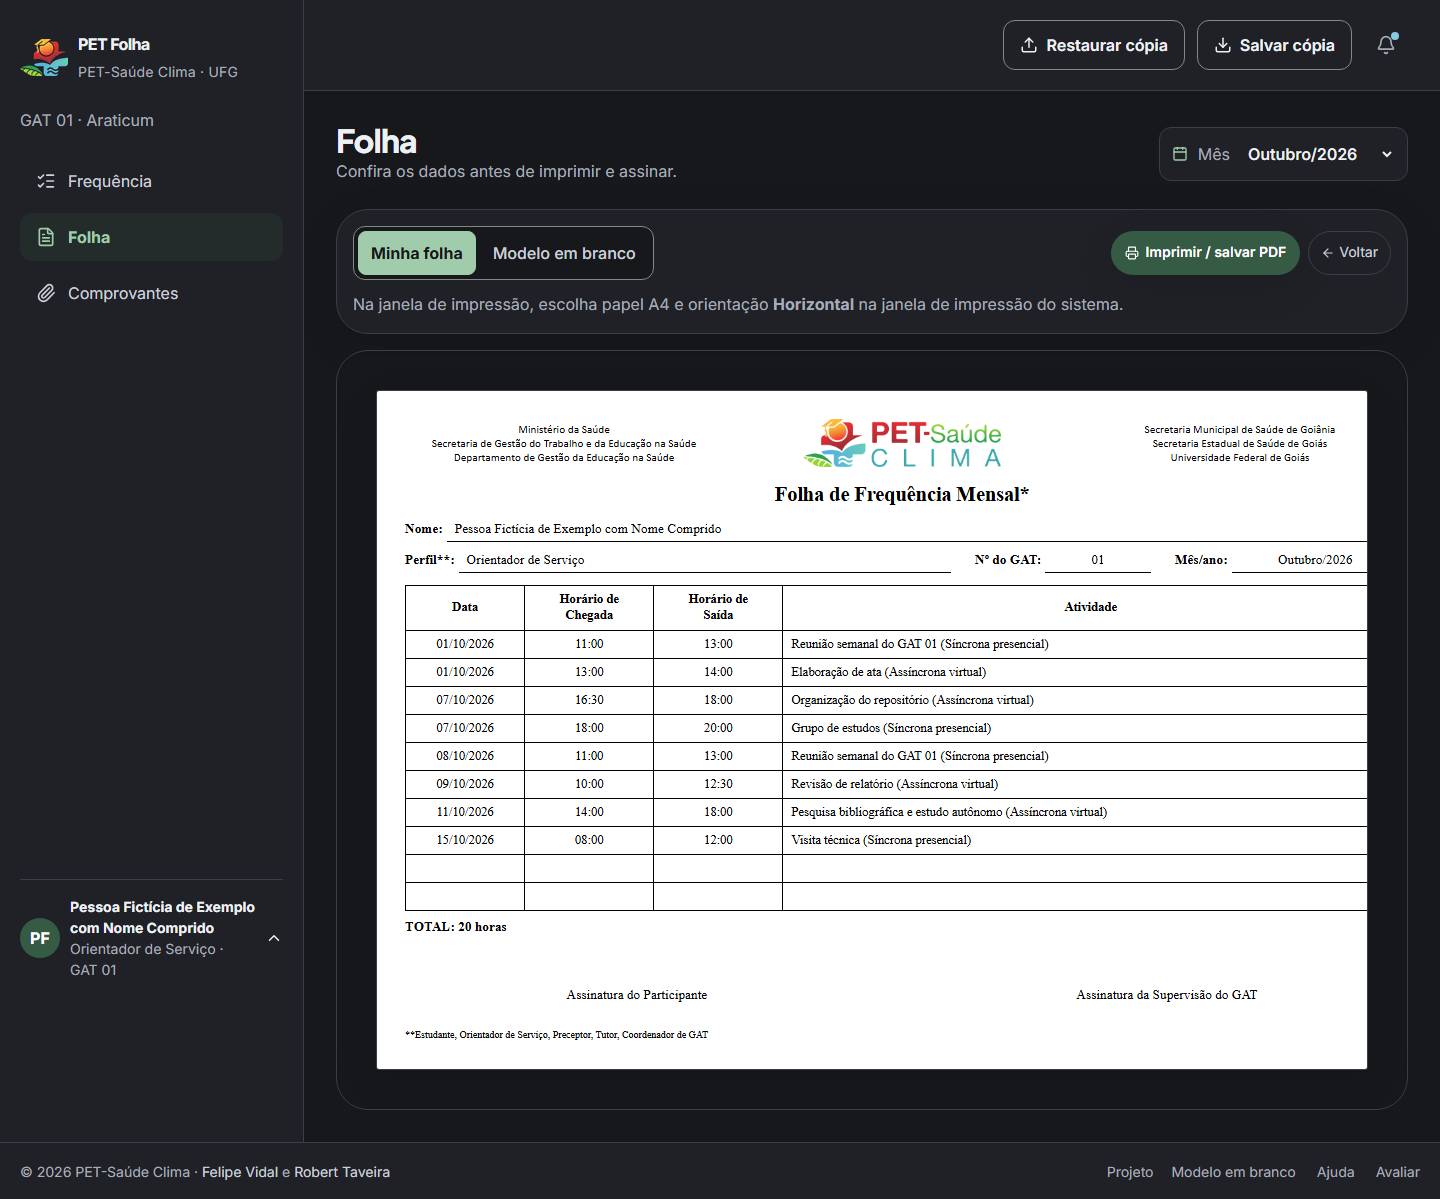 PET Folha
PET-Saúde Clima · UFG
GAT 01 · Araticum
Frequência
Folha
Comprovantes
Pessoa Fictícia de Exemplo
com Nome Comprido
PF
Orientador de Serviço ·
GAT 01
Restaurar cópia
Salvar cópia
Folha
Confira os dados antes de imprimir e assinar.
Mês Outubro/2026
Minha folha Modelo em branco
Imprimir / salvar PDF
Voltar
Na janela de impressão, escolha papel A4 e orientação Horizontal na janela de impressão do sistema.
Ministério da Saúde
Secretaria de Gestão do Trabalho e da Educação na Saúde
Departamento de Gestão da Educação na Saúde
PET-Saúde
CLIMA
Secretaria Municipal de Saúde de Goiânia
Secretaria Estadual de Saúde de Goiás
Universidade Federal de Goiás
Folha de Frequência Mensal*
Nome: Pessoa Fictícia de Exemplo com Nome Comprido
Perfil**: Orientador de Serviço N° do GAT: 01 Mês/ano: Outubro/2026
Data Horário de Chegada Horário de Saída Atividade
01/10/2026 11:00 13:00 Reunião semanal do GAT 01 (Síncrona presencial)
01/10/2026 13:00 14:00 Elaboração de ata (Assíncrona virtual)
07/10/2026 16:30 18:00 Organização do repositório (Assíncrona virtual)
07/10/2026 18:00 20:00 Grupo de estudos (Síncrona presencial)
08/10/2026 11:00 13:00 Reunião semanal do GAT 01 (Síncrona presencial)
09/10/2026 10:00 12:30 Revisão de relatório (Assíncrona virtual)
11/10/2026 14:00 18:00 Pesquisa bibliográfica e estudo autônomo (Assíncrona virtual)
15/10/2026 08:00 12:00 Visita técnica (Síncrona presencial)
TOTAL: 20 horas
Assinatura do Participante Assinatura da Supervisão do GAT
**Estudante, Orientador de Serviço, Preceptor, Tutor, Coordenador de GAT
© 2026 PET-Saúde Clima · Felipe Vidal e Robert Taveira
Projeto Modelo em branco Ajuda Avaliar